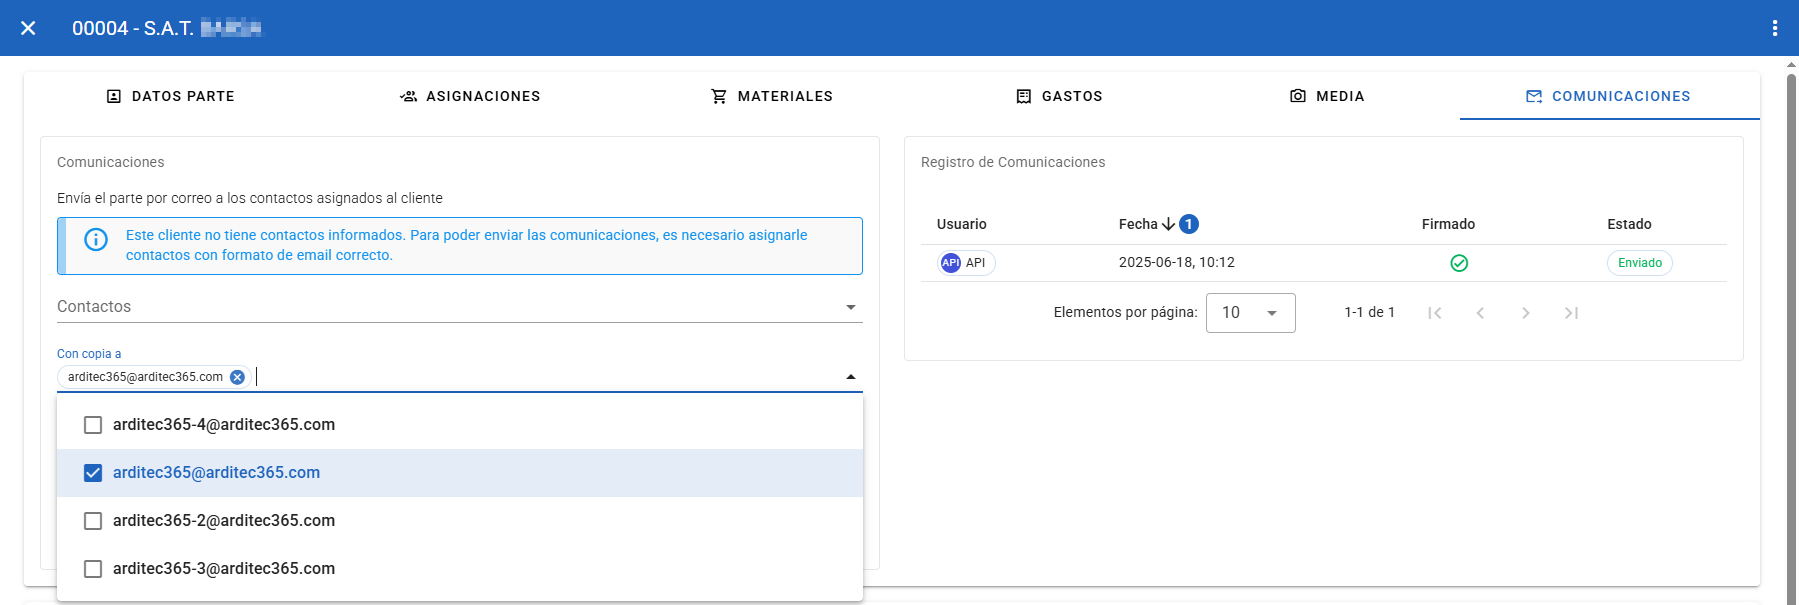 00004 - S.A.T.
DATOS PARTE
ASIGNACIONES
MATERIALES
GASTOS
MEDIA
COMUNICACIONES
Comunicaciones
Envía el parte por correo a los contactos asignados al cliente
Este cliente no tiene contactos informados. Para poder enviar las comunicaciones, es necesario asignarle
contactos con formato de email correcto.
Contactos
Con copia a
arditec365@arditec365.com
arditec365-4@arditec365.com
arditec365@arditec365.com
arditec365-2@arditec365.com
arditec365-3@arditec365.com
Registro de Comunicaciones
Usuario Fecha 1 Firmado Estado
API API 2025-06-18, 10:12 Enviado
Elementos por página: 10 1-1 de 1